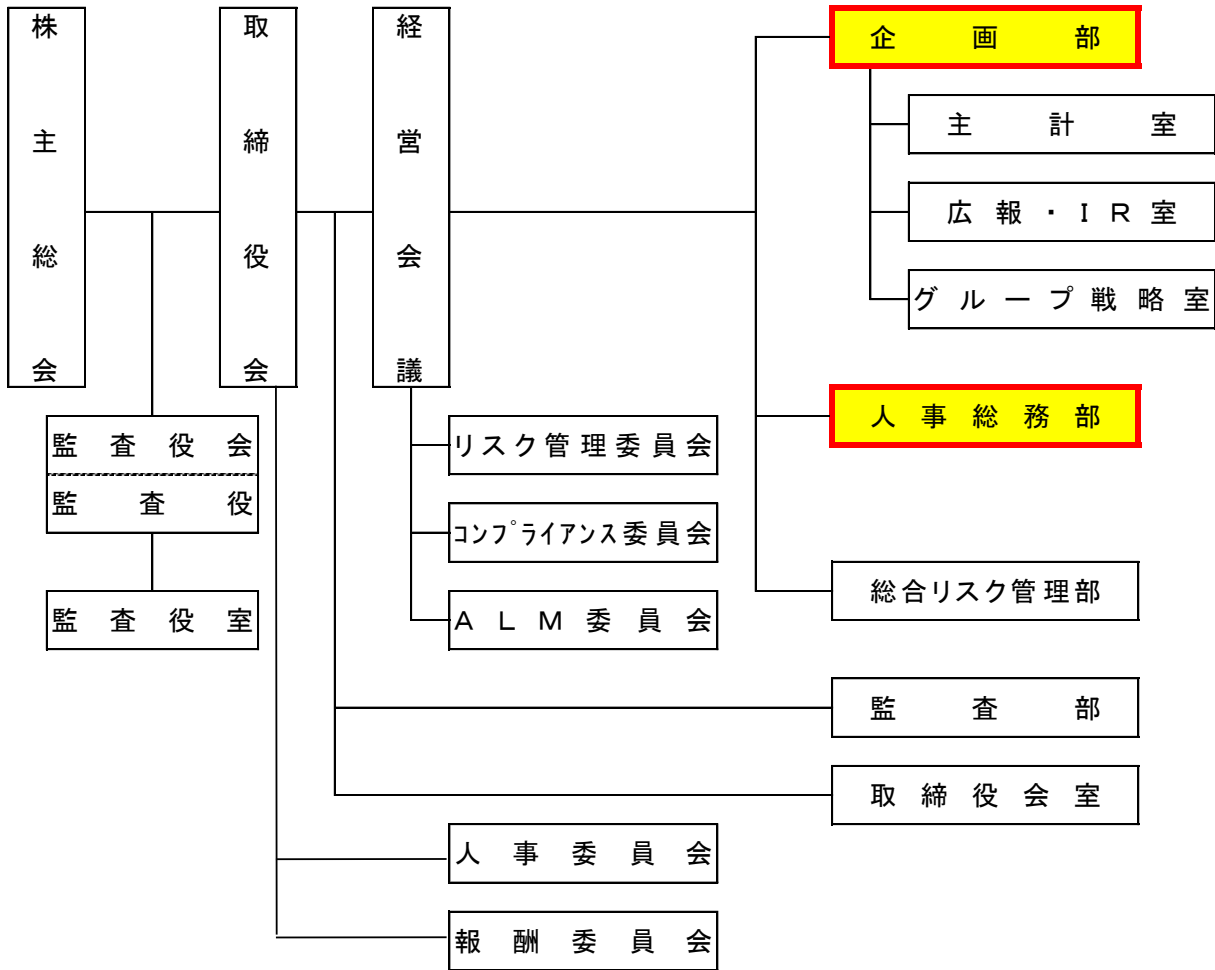 株主総会
取締役会
経営会議
企画部
主計室
広報・IR室
グループ戦略室
人事総務部
監査役会
監査役
監査役室
リスク管理委員会
コンプライアンス委員会
ALM委員会
総合リスク管理部
監査部
取締役会室
人事委員会
報酬委員会